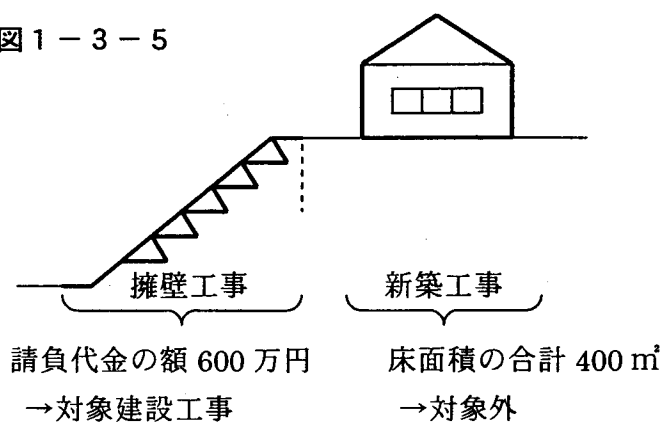 図1－3－5
擁壁工事　新築工事
請負代金の額 600 万円　床面積の合計 400 ㎡
→対象建設工事　→対象外